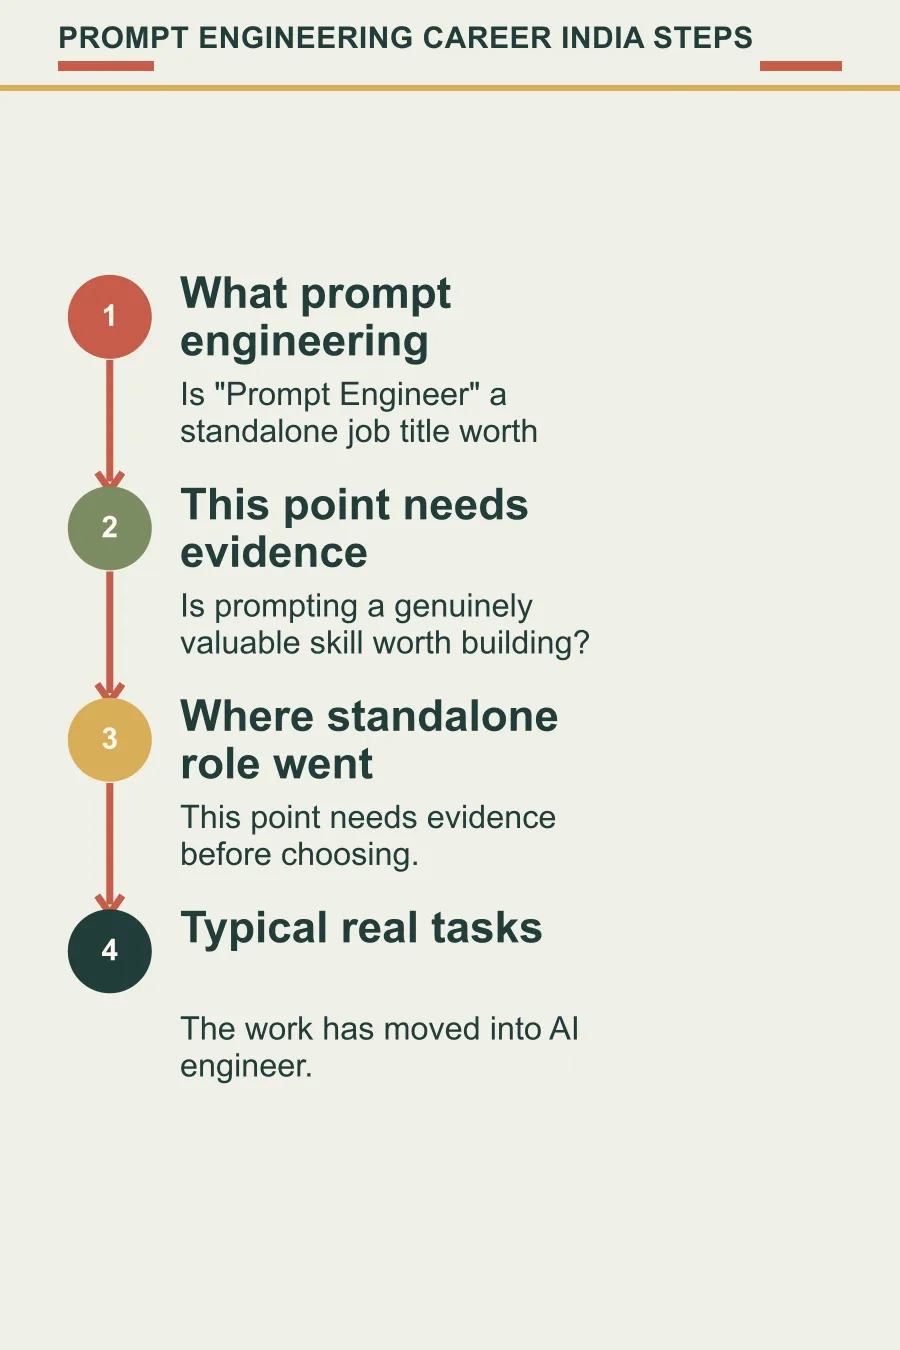 PROMPT ENGINEERING CAREER INDIA STEPS
1
What prompt
engineering
Is "Prompt Engineer" a
standalone job title worth
2
This point needs
evidence
Is prompting a genuinely
valuable skill worth building?
3
Where standalone
role went
This point needs evidence
before choosing.
4
Typical real tasks
The work has moved into AI
engineer.